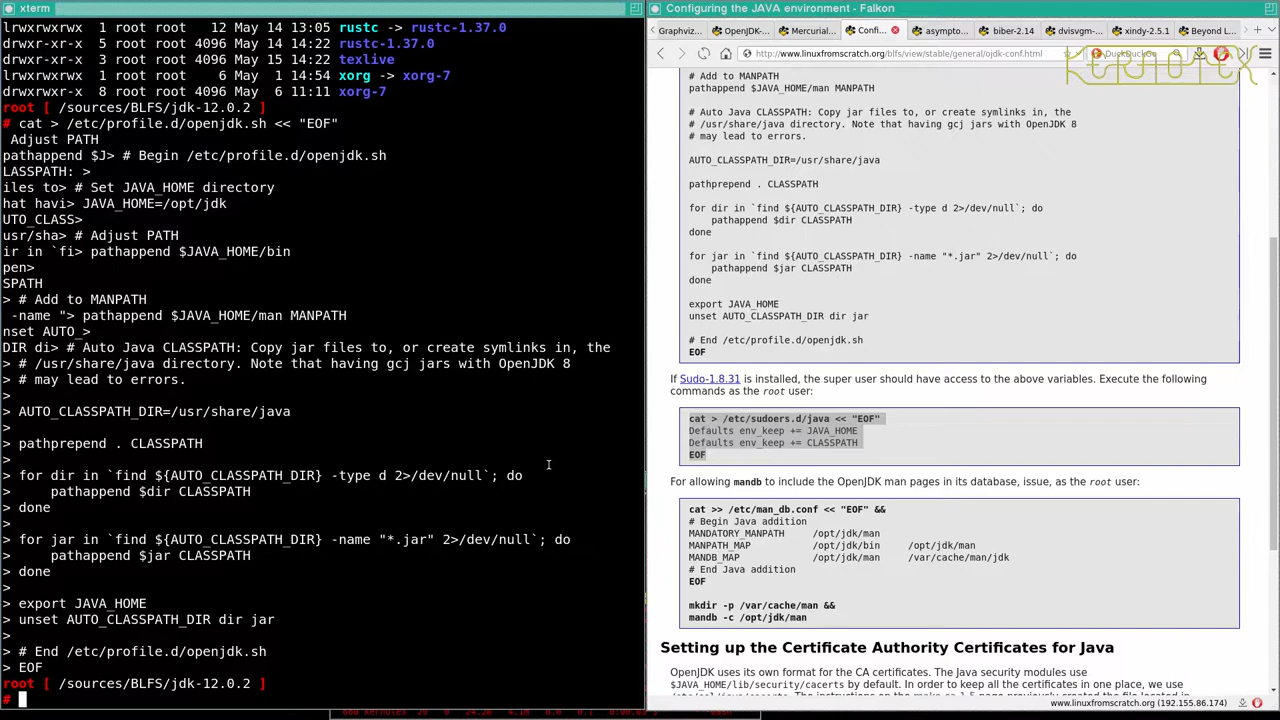 xterm
lrwxrwxrwx  1 root root   12 May 14 13:05 rustc -> rustc-1.37.0
drwxr-xr-x  5 root root 4096 May 14 14:22 rustc-1.37.0
drwxr-xr-x  3 root root 4096 May 15 14:22 texlive
lrwxrwxrwx  1 root root    6 May  1 14:54 xorg -> xorg-7
drwxr-xr-x  8 root root 4096 May  6 11:11 xorg-7
root [ /sources/BLFS/jdk-12.0.2 ]
# cat > /etc/profile.d/openjdk.sh << "EOF"
 Adjust PATH
pathappend $J> # Begin /etc/profile.d/openjdk.sh
LASSPATH: >
iles to> # Set JAVA_HOME directory
hat havi> JAVA_HOME=/opt/jdk
UTO_CLASS>
usr/sha> # Adjust PATH
ir in `fi> pathappend $JAVA_HOME/bin
pen>
SPATH
> # Add to MANPATH
 -name "> pathappend $JAVA_HOME/man MANPATH
nset AUTO_>
DIR di> # Auto Java CLASSPATH: Copy jar files to, or create symlinks in, the
> # /usr/share/java directory. Note that having gcj jars with OpenJDK 8
> # may lead to errors.
>
> AUTO_CLASSPATH_DIR=/usr/share/java
>
> pathprepend . CLASSPATH
>
> for dir in `find ${AUTO_CLASSPATH_DIR} -type d 2>/dev/null`; do
>     pathappend $dir CLASSPATH
> done
>
> for jar in `find ${AUTO_CLASSPATH_DIR} -name "*.jar" 2>/dev/null`; do
>     pathappend $jar CLASSPATH
> done
>
> export JAVA_HOME
> unset AUTO_CLASSPATH_DIR dir jar
>
> # End /etc/profile.d/openjdk.sh
> EOF
root [ /sources/BLFS/jdk-12.0.2 ]
#
Configuring the JAVA environment - Falkon
Graphviz... OpenJDK-... Mercurial... Confi... asympto... biber-2.14 dvisvgm-... xindy-2.5.1 Beyond L...
http://www.linuxfromscratch.org/blfs/view/stable/general/ojdk-conf.html DuckDuckGo
KERNOTEX
# Add to MANPATH
pathappend $JAVA_HOME/man MANPATH
# Auto Java CLASSPATH: Copy jar files to, or create symlinks in, the
# /usr/share/java directory. Note that having gcj jars with OpenJDK 8
# may lead to errors.
AUTO_CLASSPATH_DIR=/usr/share/java
pathprepend . CLASSPATH
for dir in `find ${AUTO_CLASSPATH_DIR} -type d 2>/dev/null`; do
    pathappend $dir CLASSPATH
done
for jar in `find ${AUTO_CLASSPATH_DIR} -name "*.jar" 2>/dev/null`; do
    pathappend $jar CLASSPATH
done
export JAVA_HOME
unset AUTO_CLASSPATH_DIR dir jar
# End /etc/profile.d/openjdk.sh
EOF
If Sudo-1.8.31 is installed, the super user should have access to the above variables. Execute the following
commands as the root user:
cat > /etc/sudoers.d/java << "EOF"
Defaults env_keep += JAVA_HOME
Defaults env_keep += CLASSPATH
EOF
For allowing mandb to include the OpenJDK man pages in its database, issue, as the root user:
cat >> /etc/man_db.conf << "EOF" &&
# Begin Java addition
MANDATORY_MANPATH     /opt/jdk/man
MANPATH_MAP           /opt/jdk/bin     /opt/jdk/man
MANDB_MAP             /opt/jdk/man     /var/cache/man/jdk
# End Java addition
EOF
mkdir -p /var/cache/man &&
mandb -c /opt/jdk/man
Setting up the Certificate Authority Certificates for Java
OpenJDK uses its own format for the CA certificates. The Java security modules use
$JAVA_HOME/lib/security/cacerts by default. In order to keep all the certificates in one place, we use
www.linuxfromscratch.org (192.155.86.174)